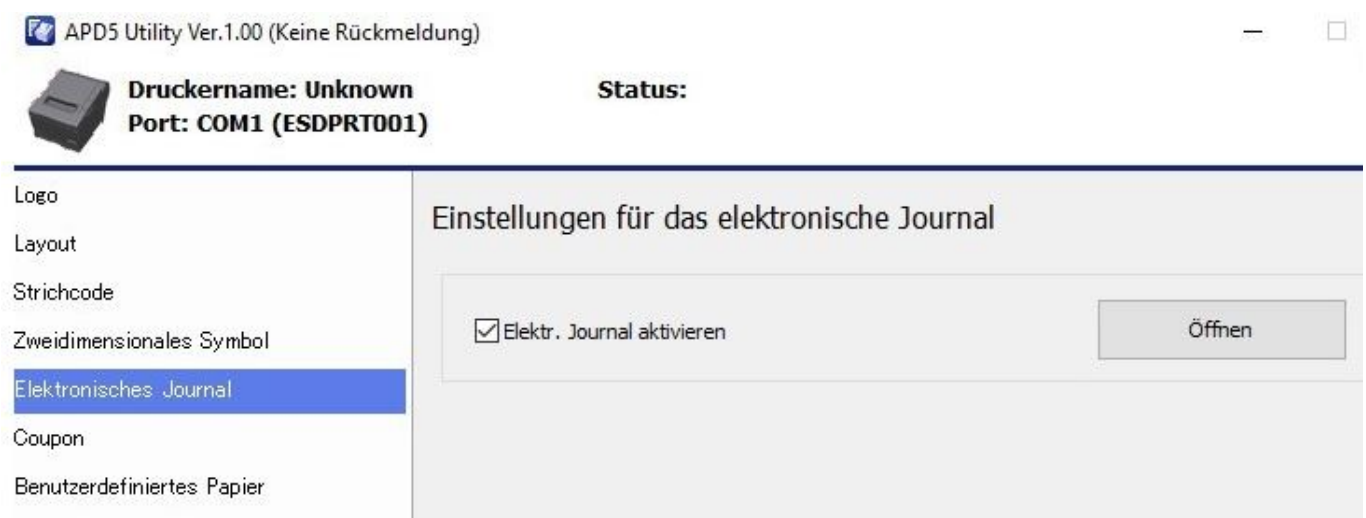 APD5 Utility Ver.1.00 (Keine Rückmeldung)
Druckername: Unknown
Status:
Port: COM1 (ESDPRT001)
Logo
Layout
Strichcode
Zweidimensionales Symbol
Elektronisches Journal
Coupon
Benutzerdefiniertes Papier
Einstellungen für das elektronische Journal
Elektr. Journal aktivieren
Öffnen